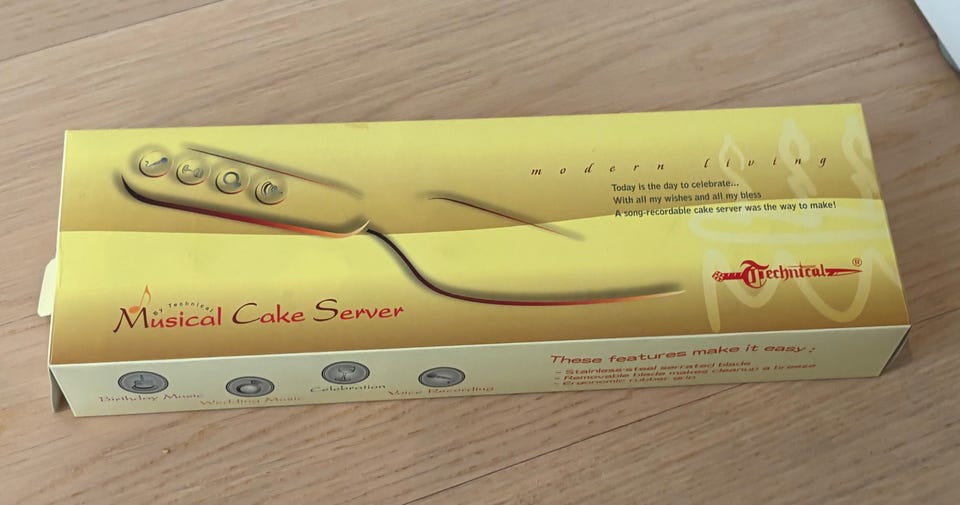 modern living
Today is the day to celebrate...
With all my wishes and all my bless
A song-recordable cake server was the way to make!
Technical®
By Technical
Musical Cake Server
Birthday Music
Wedding Music
Celebration
Voice Recording
These features make it easy:
- Stainless-steel serrated blade
- Removable blade makes cleanup a breeze
- Ergonomic rubber grip